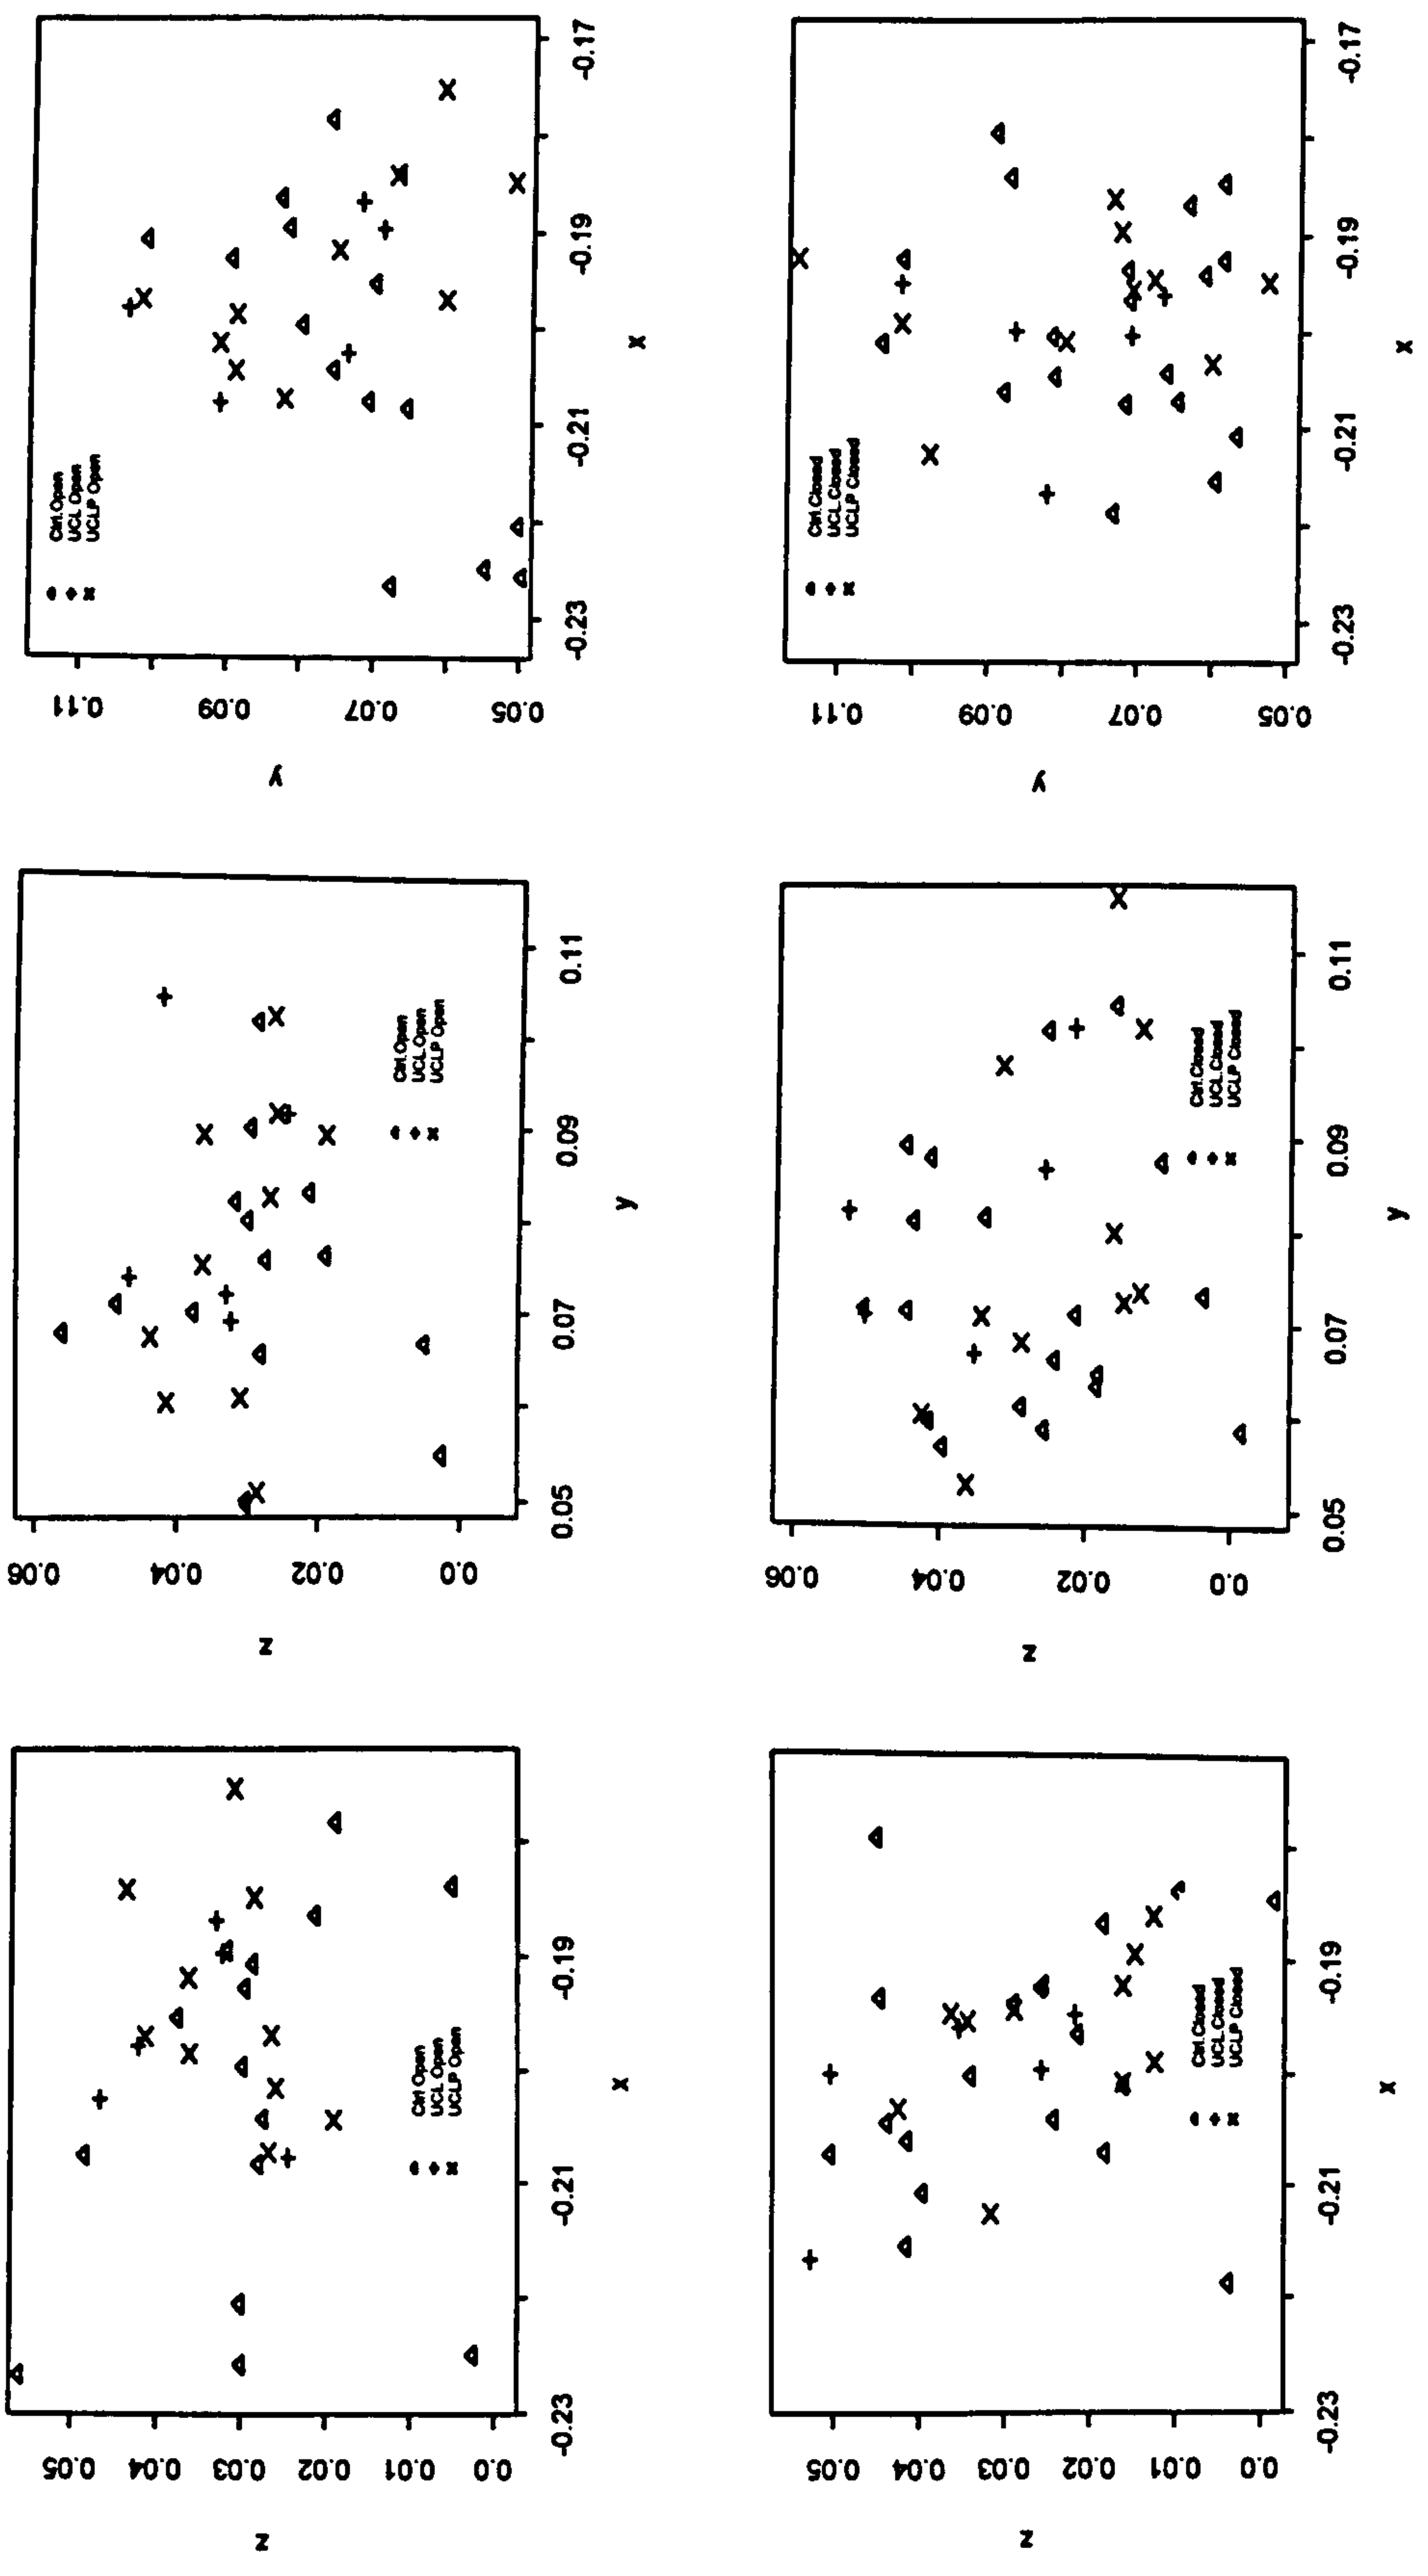 0.05
0.04
0.03
0.02
0.01
0.0
z
Ctrl Open
UCL Open
UCLP Open
-0.23
-0.21
-0.19
x
0.06
0.04
0.02
0.0
z
Ctrl.Open
UCL.Open
UCLP Open
0.05
0.07
0.09
0.11
y
0.11
0.09
0.07
0.05
y
Ctrl.Open
UCL Open
UCLP Open
-0.23
-0.21
-0.19
-0.17
x
0.05
0.04
0.03
0.02
0.01
0.0
z
Ctrl.Closed
UCL.Closed
UCLP Closed
-0.23
-0.21
-0.19
x
0.06
0.04
0.02
0.0
z
Ctrl.Closed
UCL.Closed
UCLP Closed
0.05
0.07
0.09
0.11
y
0.11
0.09
0.07
0.05
y
Ctrl.Closed
UCL.Closed
UCLP Closed
-0.23
-0.21
-0.19
-0.17
x